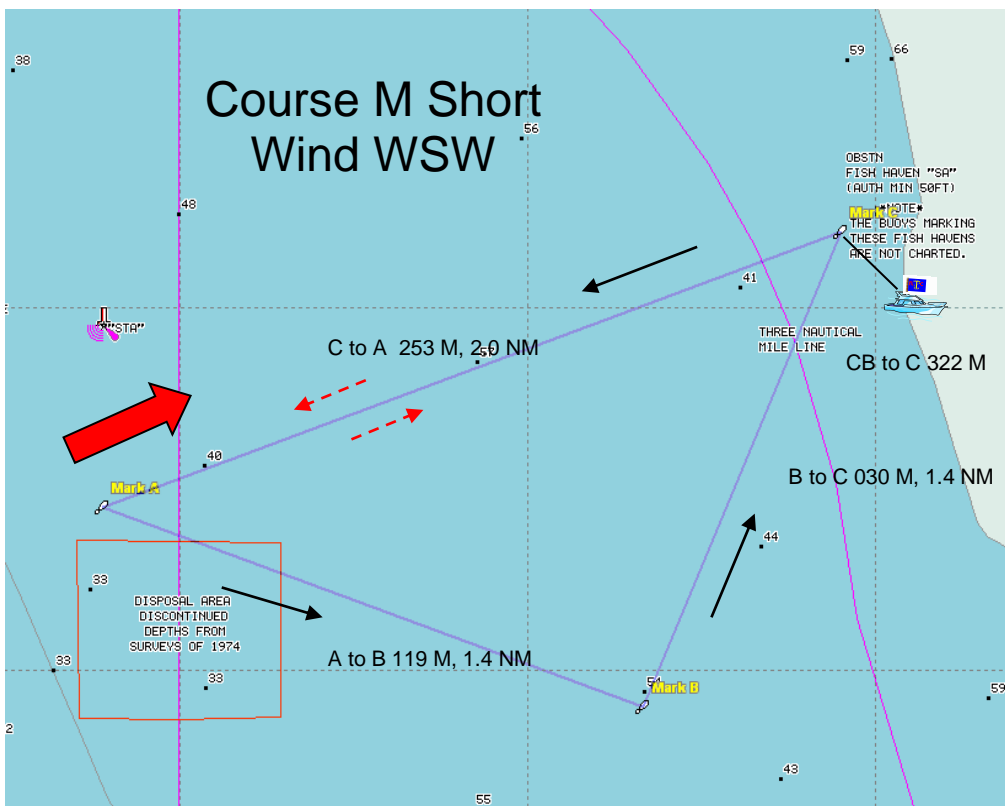 38
59
66
Course M Short
Wind WSW
56
OBSTN
FISH HAVEN "SA"
(AUTH MIN 50FT)
*NOTE*
Mark C
THE BUOYS MARKING
THESE FISH HAVENS
ARE NOT CHARTED.
48
41
"STA"
THREE NAUTICAL
MILE LINE
C to A 253 M, 2.0 NM
57
CB to C 322 M
40
B to C 030 M, 1.4 NM
Mark A
44
33
DISPOSAL AREA
DISCONTINUED
DEPTHS FROM
SURVEYS OF 1974
A to B 119 M, 1.4 NM
33
33
54
Mark B
59
2
43
55